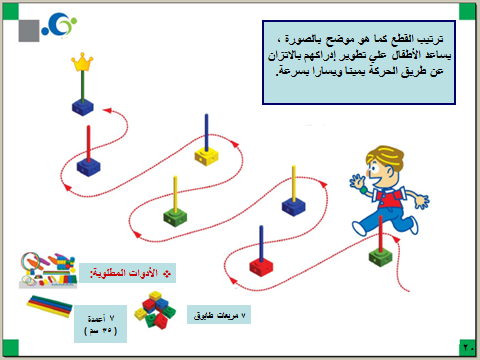 ترتيب القطع كما هو موضح بالصورة ،
يساعد الأطفال على تطوير إدراكهم بالاتزان
عن طريق الحركة يمينا ويسارا بسرعة.
الأدوات المطلوبة:
٧ مربعات طابوق
٧ أعمدة
( ٣٥ سم )
٢٠